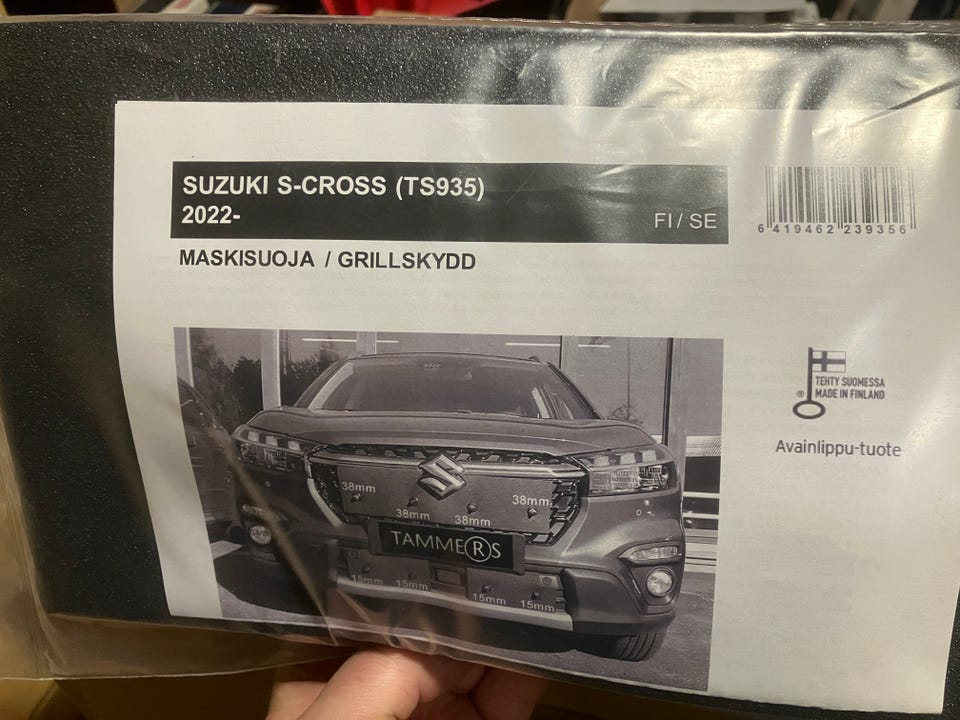 SUZUKI S-CROSS (TS935)
2022-
FI / SE
6 419462 239356
MASKISUOJA / GRILLSKYDD
TEHTY SUOMESSA
® MADE IN FINLAND
Avainlippu-tuote
38mm
38mm
38mm
38mm
TAMMERS
15mm
15mm
15mm
15mm